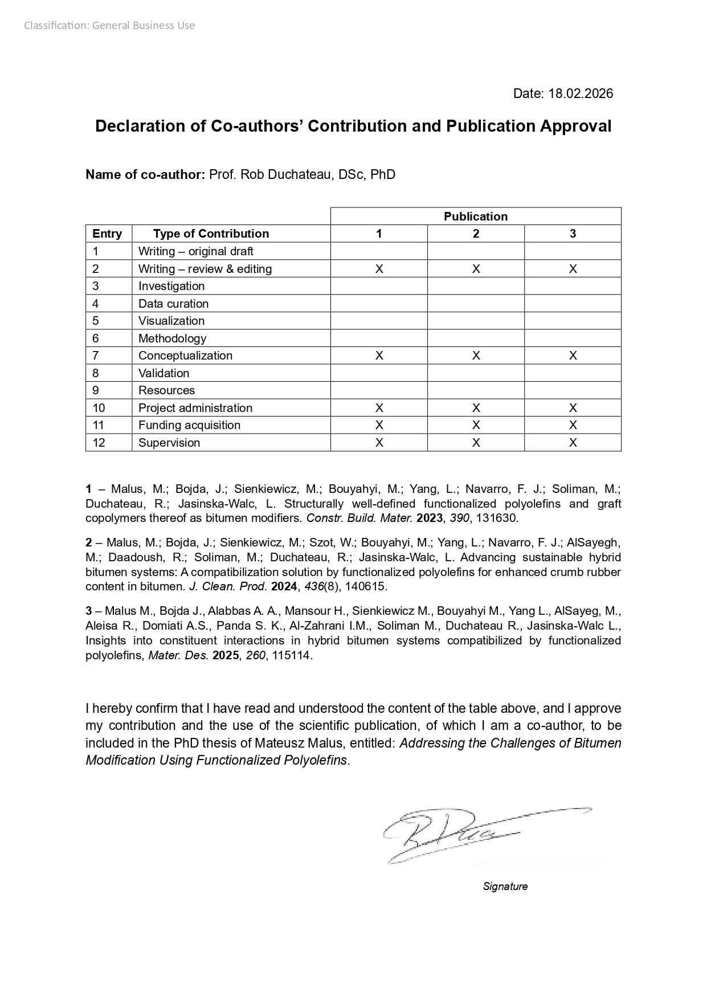 Classification: General Business Use
Date: 18.02.2026
Declaration of Co-authors’ Contribution and Publication Approval
Name of co-author: Prof. Rob Duchateau, DSc, PhD
Publication
Entry Type of Contribution 1 2 3
1 Writing – original draft
2 Writing – review & editing X X X
3 Investigation
4 Data curation
5 Visualization
6 Methodology
7 Conceptualization X X X
8 Validation
9 Resources
10 Project administration X X X
11 Funding acquisition X X X
12 Supervision X X X
1 – Malus, M.; Bojda, J.; Sienkiewicz, M.; Bouyahyi, M.; Yang, L.; Navarro, F. J.; Soliman, M.;
Duchateau, R.; Jasinska-Walc, L. Structurally well-defined functionalized polyolefins and graft
copolymers thereof as bitumen modifiers. Constr. Build. Mater. 2023, 390, 131630.
2 – Malus, M.; Bojda, J.; Sienkiewicz, M.; Szot, W.; Bouyahyi, M.; Yang, L.; Navarro, F. J.; AlSayegh,
M.; Daadoush, R.; Soliman, M.; Duchateau, R.; Jasinska-Walc, L. Advancing sustainable hybrid
bitumen systems: A compatibilization solution by functionalized polyolefins for enhanced crumb rubber
content in bitumen. J. Clean. Prod. 2024, 436(8), 140615.
3 – Malus M., Bojda J., Alabbas A. A., Mansour H., Sienkiewicz M., Bouyahyi M., Yang L., AlSayeg, M.,
Aleisa R., Domiati A.S., Panda S. K., Al-Zahrani I.M., Soliman M., Duchateau R., Jasinska-Walc L.,
Insights into constituent interactions in hybrid bitumen systems compatibilized by functionalized
polyolefins, Mater. Des. 2025, 260, 115114.
I hereby confirm that I have read and understood the content of the table above, and I approve
my contribution and the use of the scientific publication, of which I am a co-author, to be
included in the PhD thesis of Mateusz Malus, entitled: Addressing the Challenges of Bitumen
Modification Using Functionalized Polyolefins.
Signature